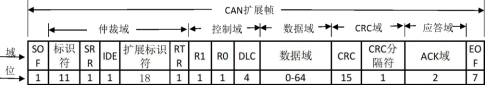 CAN扩展帧
仲裁域 控制域 数据域 CRC域 应答域
域 SOF 标识符 SRR IDE 扩展标识符 RTR R1 R0 DLC 数据域 CRC CRC分隔符 ACK域 EOF
位 1 11 1 1 18 1 1 1 4 0-64 15 1 2 7